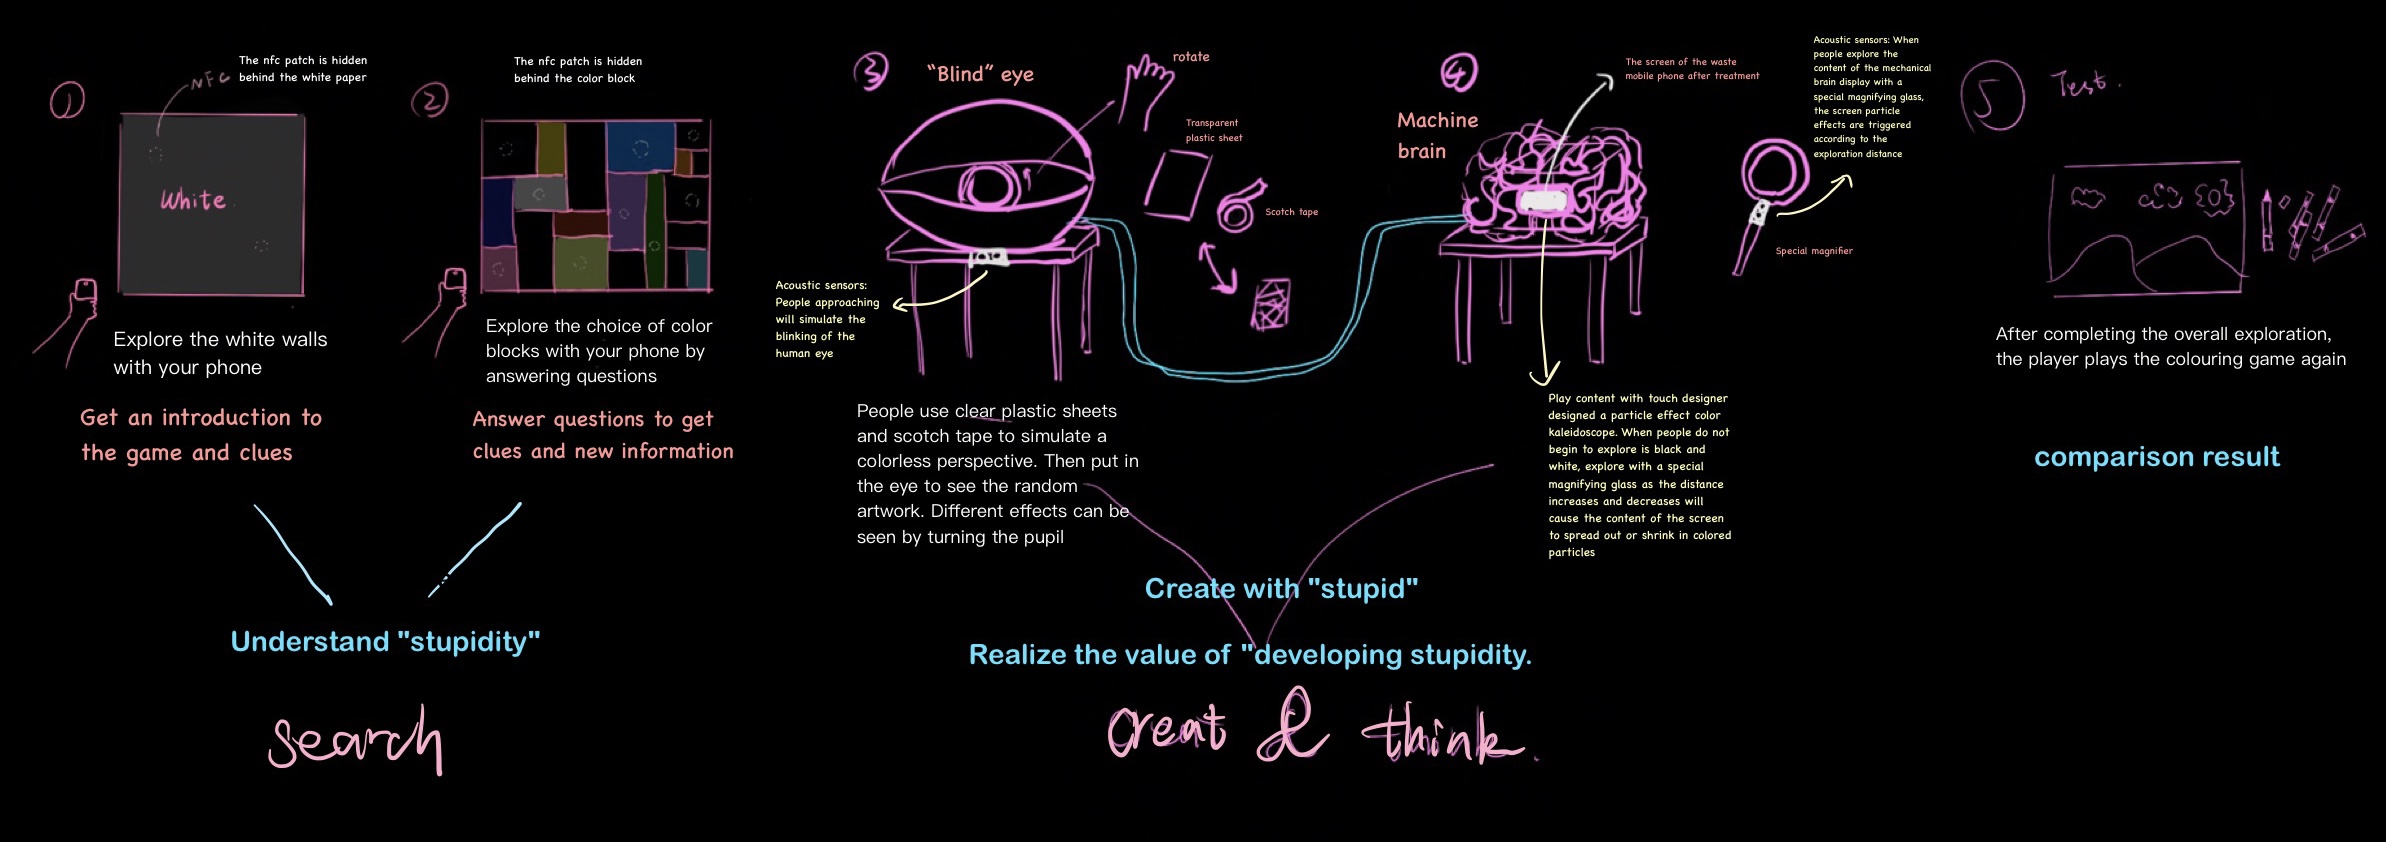 1
NFC
The nfc patch is hidden
behind the white paper
White
Explore the white walls
with your phone
Get an introduction to
the game and clues
2
The nfc patch is hidden
behind the color block
Explore the choice of color
blocks with your phone by
answering questions
Answer questions to get
clues and new information
Understand "stupidity"
search
3
“Blind” eye
rotate
Transparent
plastic sheet
Scotch tape
Acoustic sensors:
People approaching
will simulate the
blinking of the
human eye
People use clear plastic sheets
and scotch tape to simulate a
colorless perspective. Then put in
the eye to see the random
artwork. Different effects can be
seen by turning the pupil
4
Machine
brain
The screen of the waste
mobile phone after treatment
Acoustic sensors: When
people explore the
content of the mechanical
brain display with a
special magnifying glass,
the screen particle
effects are triggered
according to the
exploration distance
Special magnifier
Play content with touch designer
designed a particle effect color
kaleidoscope. When people do not
begin to explore is black and
white, explore with a special
magnifying glass as the distance
increases and decreases will
cause the content of the screen
to spread out or shrink in colored
particles
Create with "stupid"
Realize the value of "developing stupidity.
creat & think.
5
Test.
After completing the overall exploration,
the player plays the colouring game again
comparison result